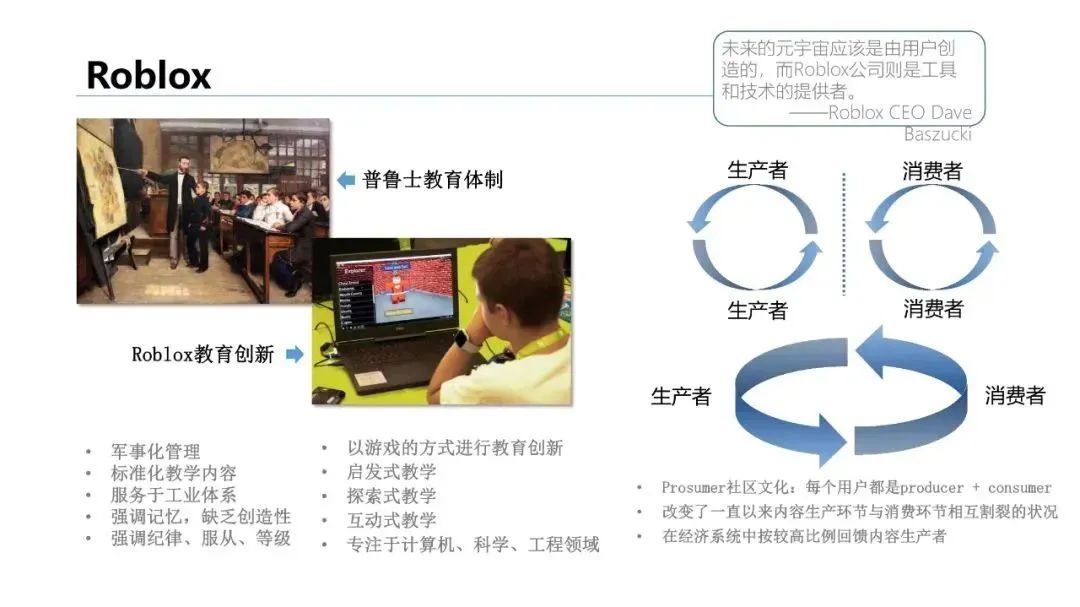 Roblox
未来的元宇宙应该是由用户创
造的，而Roblox公司则是工具
和技术的提供者。
——Roblox CEO Dave
Baszucki
普鲁士教育体制
Roblox教育创新
Explorer
军事化管理
标准化教学内容
服务于工业体系
强调记忆，缺乏创造性
强调纪律、服从、等级
以游戏的方式进行教育创新
启发式教学
探索式教学
互动式教学
专注于计算机、科学、工程领域
生产者
消费者
生产者
消费者
生产者
消费者
Prosumer社区文化：每个用户都是producer + consumer
改变了一直以来内容生产环节与消费环节相互割裂的状况
在经济系统中按较高比例回馈内容生产者